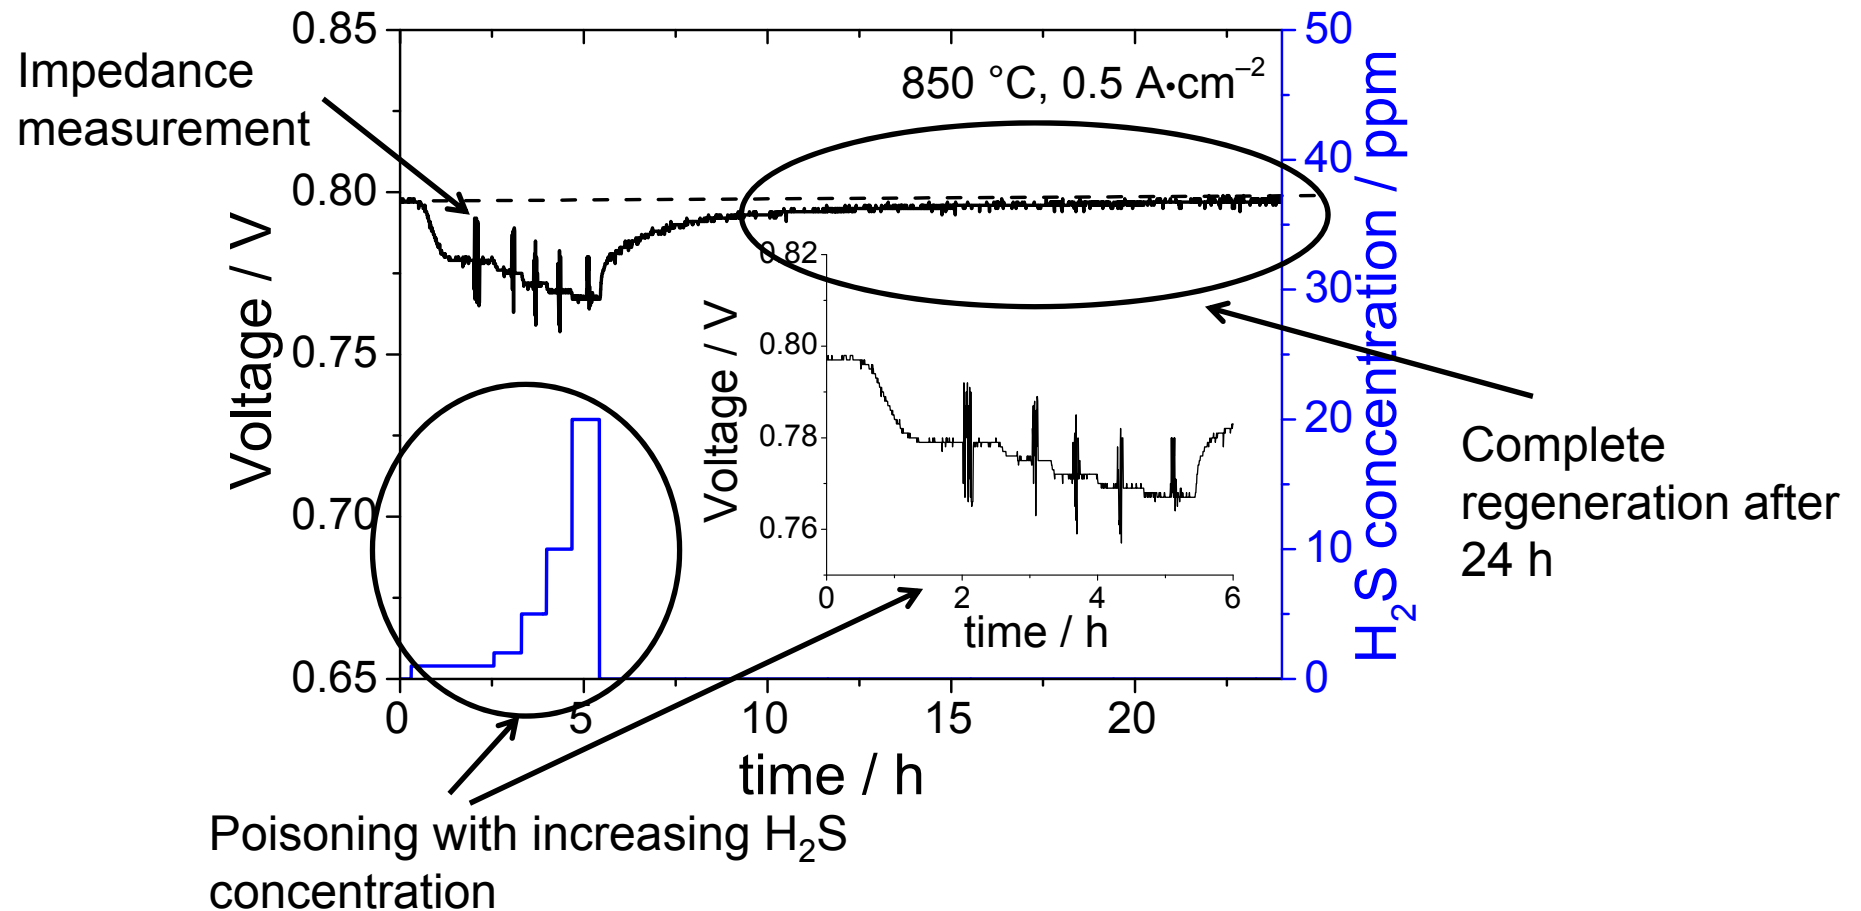 Impedance
measurement
850 °C, 0.5 A•cm⁻²
Voltage / V
0.85
0.80
0.75
0.70
0.65
0
5
10
15
20
time / h
H₂S concentration / ppm
50
40
30
20
10
0
Voltage / V
0.82
0.80
0.78
0.76
0
2
4
6
time / h
Complete
regeneration after
24 h
Poisoning with increasing H₂S
concentration